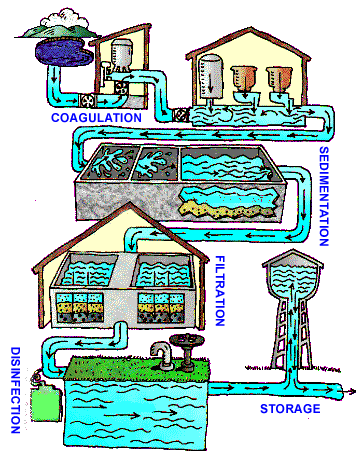 COAGULATION
SEDIMENTATION
FILTRATION
DISINFECTION
STORAGE